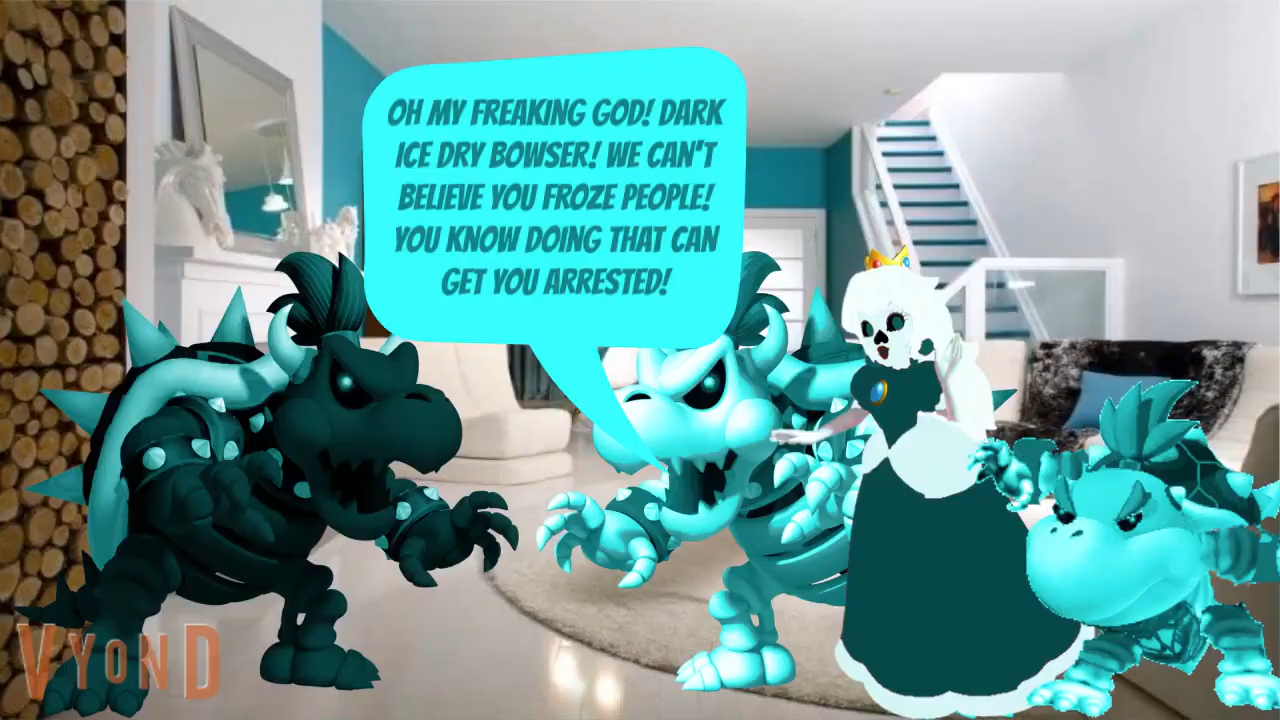 OH MY FREAKING GOD! DARK
ICE DRY BOWSER! WE CAN'T
BELIEVE YOU FROZE PEOPLE!
YOU KNOW DOING THAT CAN
GET YOU ARRESTED!
VYOND